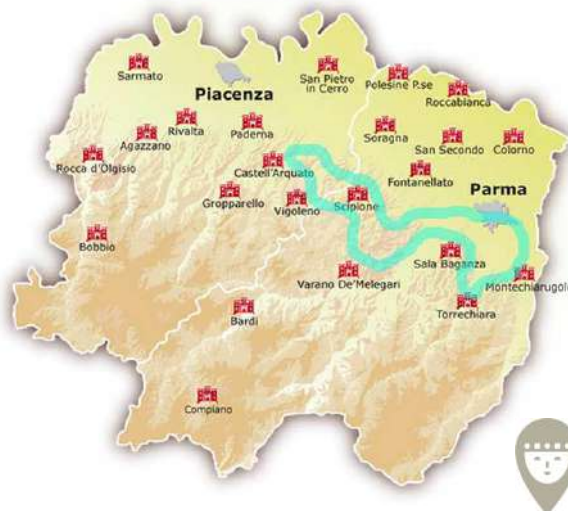 Sarmato
Piacenza
San Pietro
in Cerro
Polesine P.se
Roccabianca
Agazzano
Rivalta
Paderna
Soragna
San Secondo
Colorno
Rocca d'Olgisio
Castell'Arquato
Fontanellato
Parma
Gropparello
Vigoleno
Scipione
Bobbio
Sala Baganza
Varano De'Melegari
Montechiarugolo
Torrechiara
Bardi
Compiano